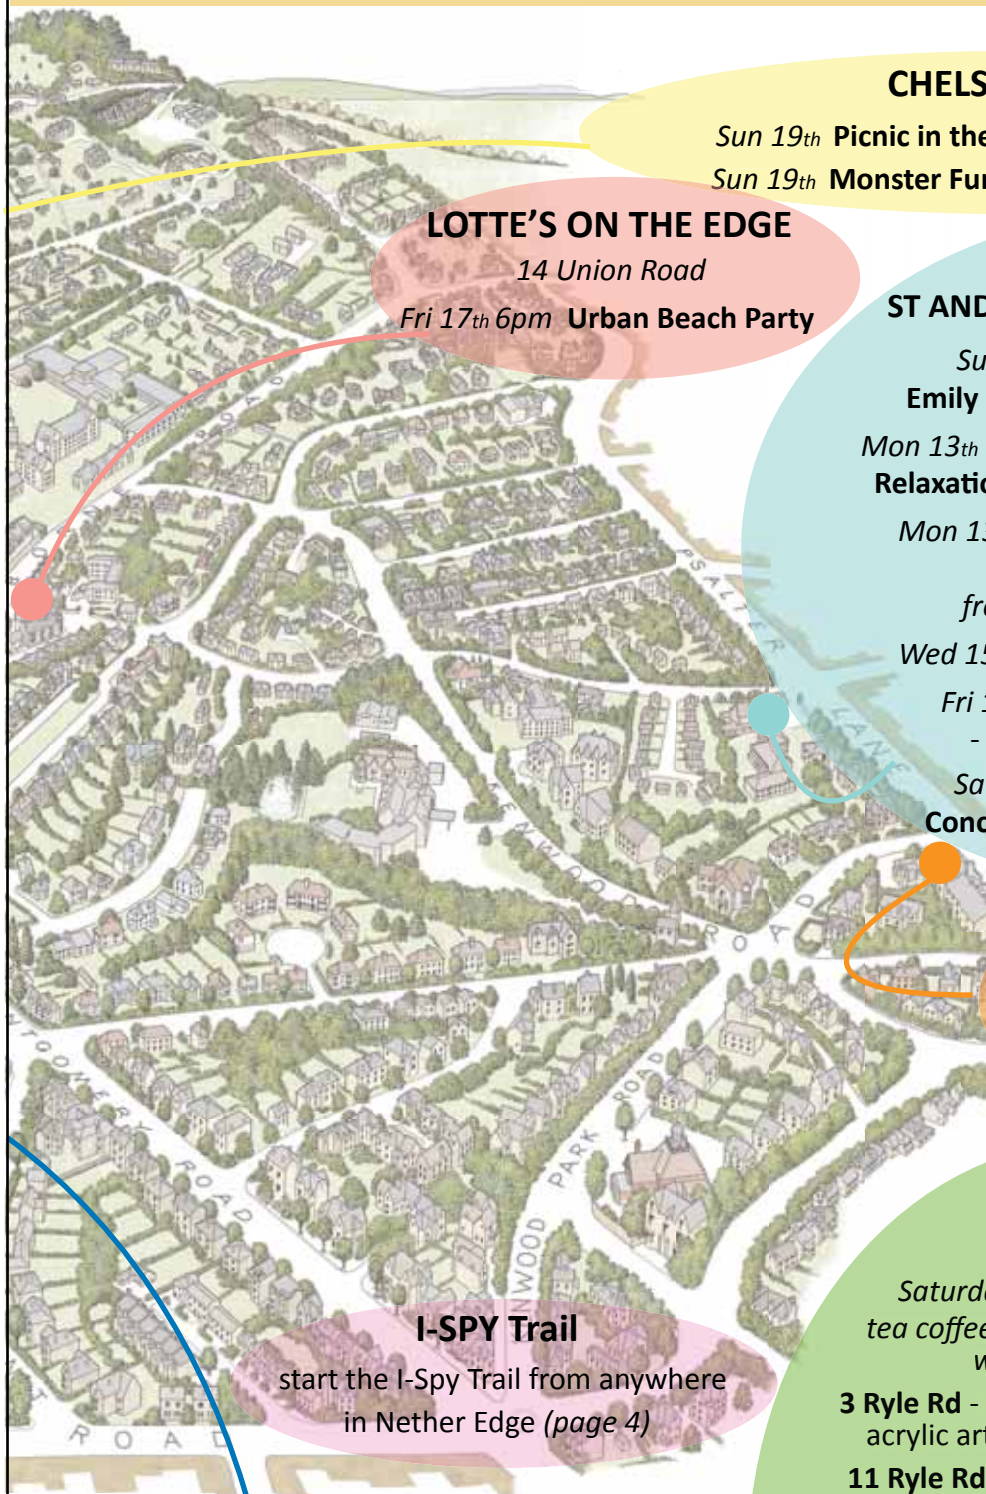 CHELS
Sun 19th Picnic in the
Sun 19th Monster Fu
LOTTE'S ON THE EDGE
14 Union Road
Fri 17th 6pm Urban Beach Party
ST AND
Su
Emily
Mon 13th
Relaxatio
Mon 13
fro
Wed 15
Fri 1
-
Sa
Conc
PSALTER LANE
KENWOOD ROAD
PARK ROAD
NWOOD
ROAD
ROAD
I-SPY Trail
start the I-Spy Trail from anywhere
in Nether Edge (page 4)
Saturda
tea coffee
w
3 Ryle Rd -
acrylic art
11 Ryle Rd